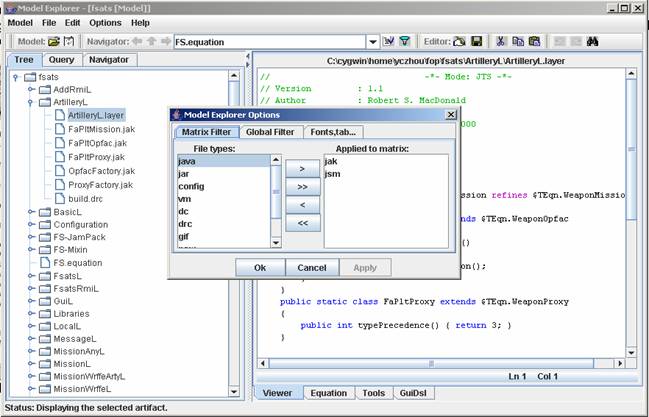 Model Explorer - [fsats [Model]]
Model File Edit Options Help
Model: Navigator: FS.equation Editor:
Tree Query Navigator
fsats
AddRmiL
ArtilleryL
ArtilleryL.layer
FaPltMission.jak
FaPltOpfac.jak
FaPltProxy.jak
OpfacFactory.jak
ProxyFactory.jak
build.drc
BasicL
Configuration
FS-JamPack
FS-Mixin
FS.equation
FsatsL
FsatsRmiL
GuiL
Libraries
LocalL
MessageL
MissionAnyL
MissionL
MissionWrffeArtyL
MissionWrffeL
C:\cygwin\home\yczhou\fop\fsats\ArtilleryL\ArtilleryL.layer
// -*- Mode: JTS -*-
// Version : 1.1
// Author : Robert S. MacDonald
000
ssion refines $TEqn.WeaponMissio
nds $TEqn.WeaponOpfac
()
on();
}
public static class FaPltProxy extends $TEqn.WeaponProxy
{
public int typePrecedence() { return 3; }
}
Ln 1 Col 1
Viewer Equation Tools GuiDsl
Model Explorer Options
Matrix Filter Global Filter Fonts,tab...
File types:
java
jar
config
vm
dc
drc
gif
>
>>
<
<<
Applied to matrix:
jak
jsm
Ok Cancel Apply
Status: Displaying the selected artifact.